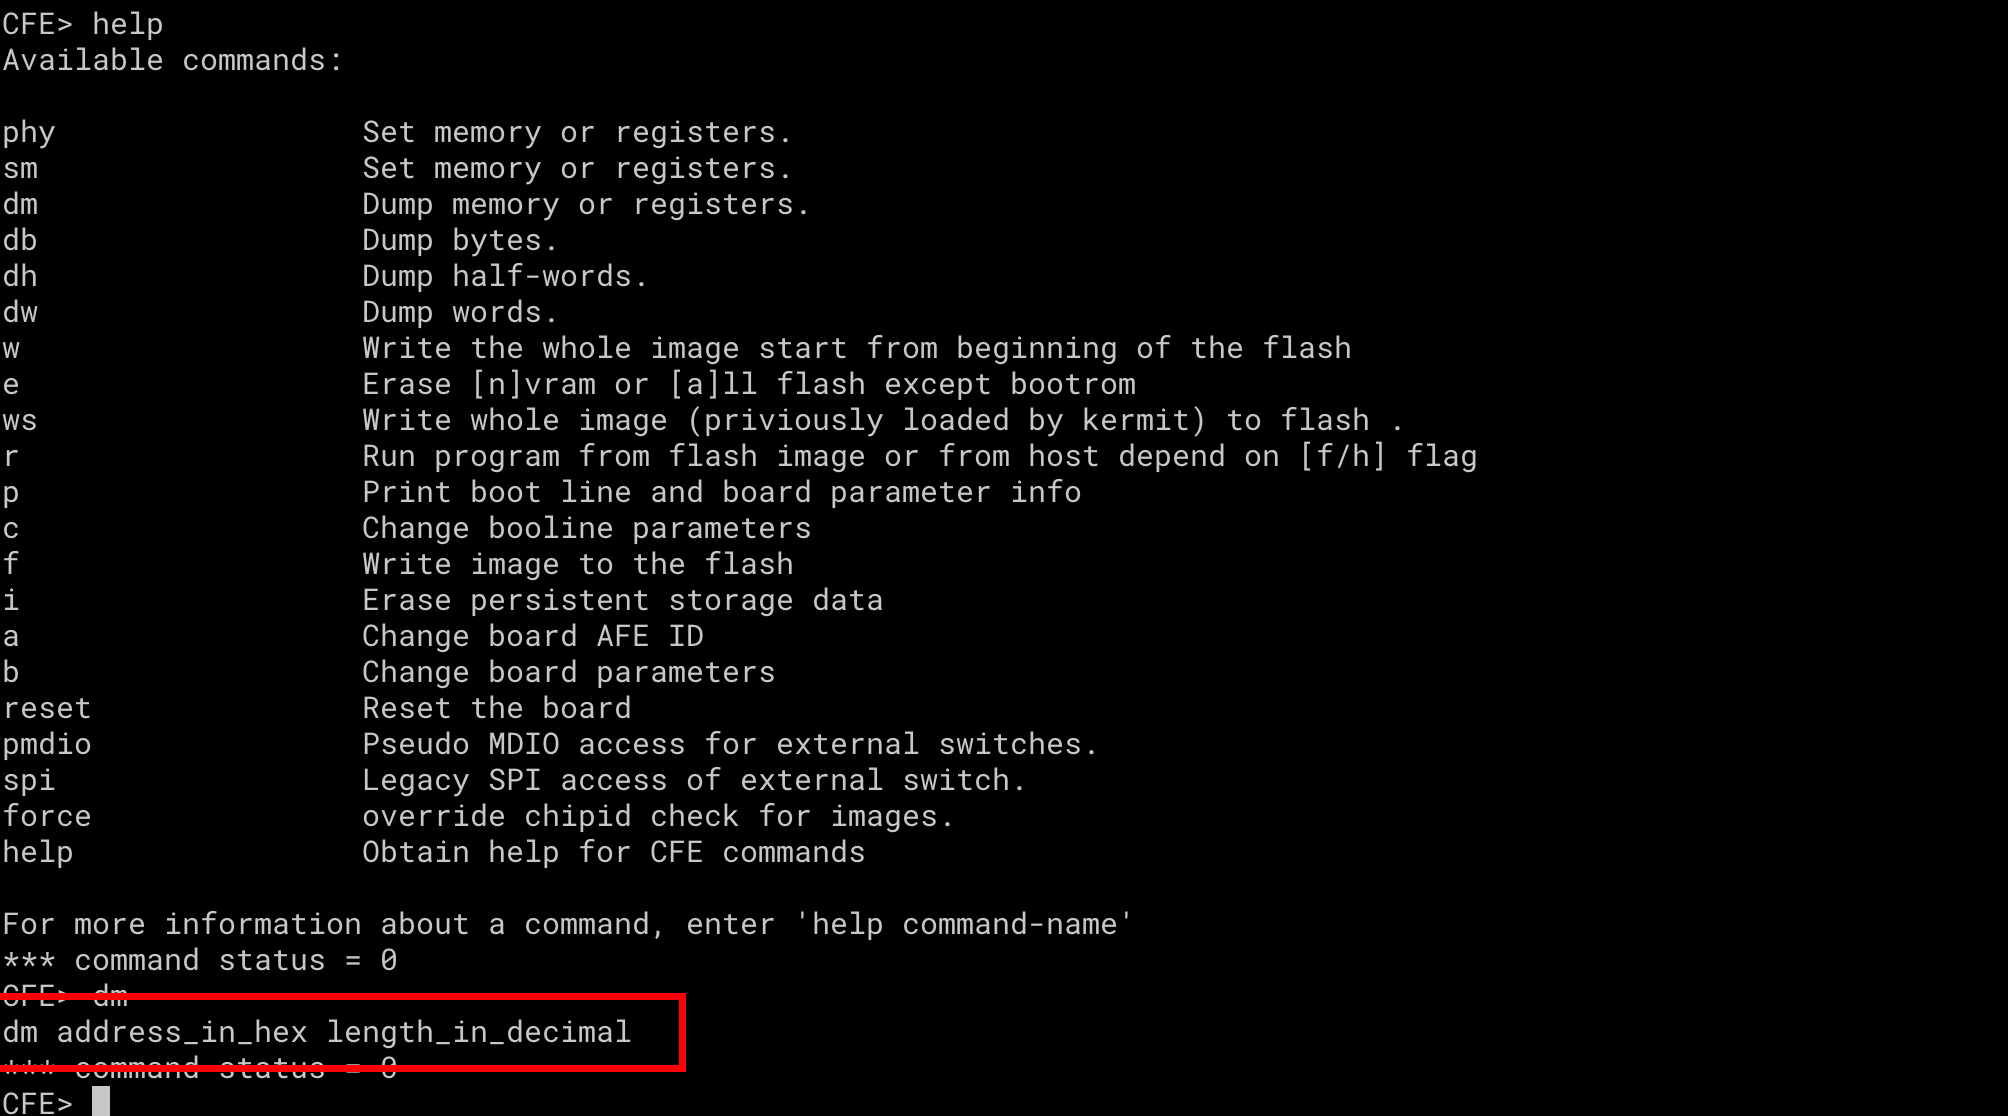 CFE> help
Available commands:
phy Set memory or registers.
sm Set memory or registers.
dm Dump memory or registers.
db Dump bytes.
dh Dump half-words.
dw Dump words.
w Write the whole image start from beginning of the flash
e Erase [n]vram or [a]ll flash except bootrom
ws Write whole image (priviously loaded by kermit) to flash .
r Run program from flash image or from host depend on [f/h] flag
p Print boot line and board parameter info
c Change booline parameters
f Write image to the flash
i Erase persistent storage data
a Change board AFE ID
b Change board parameters
reset Reset the board
pmdio Pseudo MDIO access for external switches.
spi Legacy SPI access of external switch.
force override chipid check for images.
help Obtain help for CFE commands
For more information about a command, enter 'help command-name'
*** command status = 0
CFE> dm
dm address_in_hex length_in_decimal
*** command status = 0
CFE>